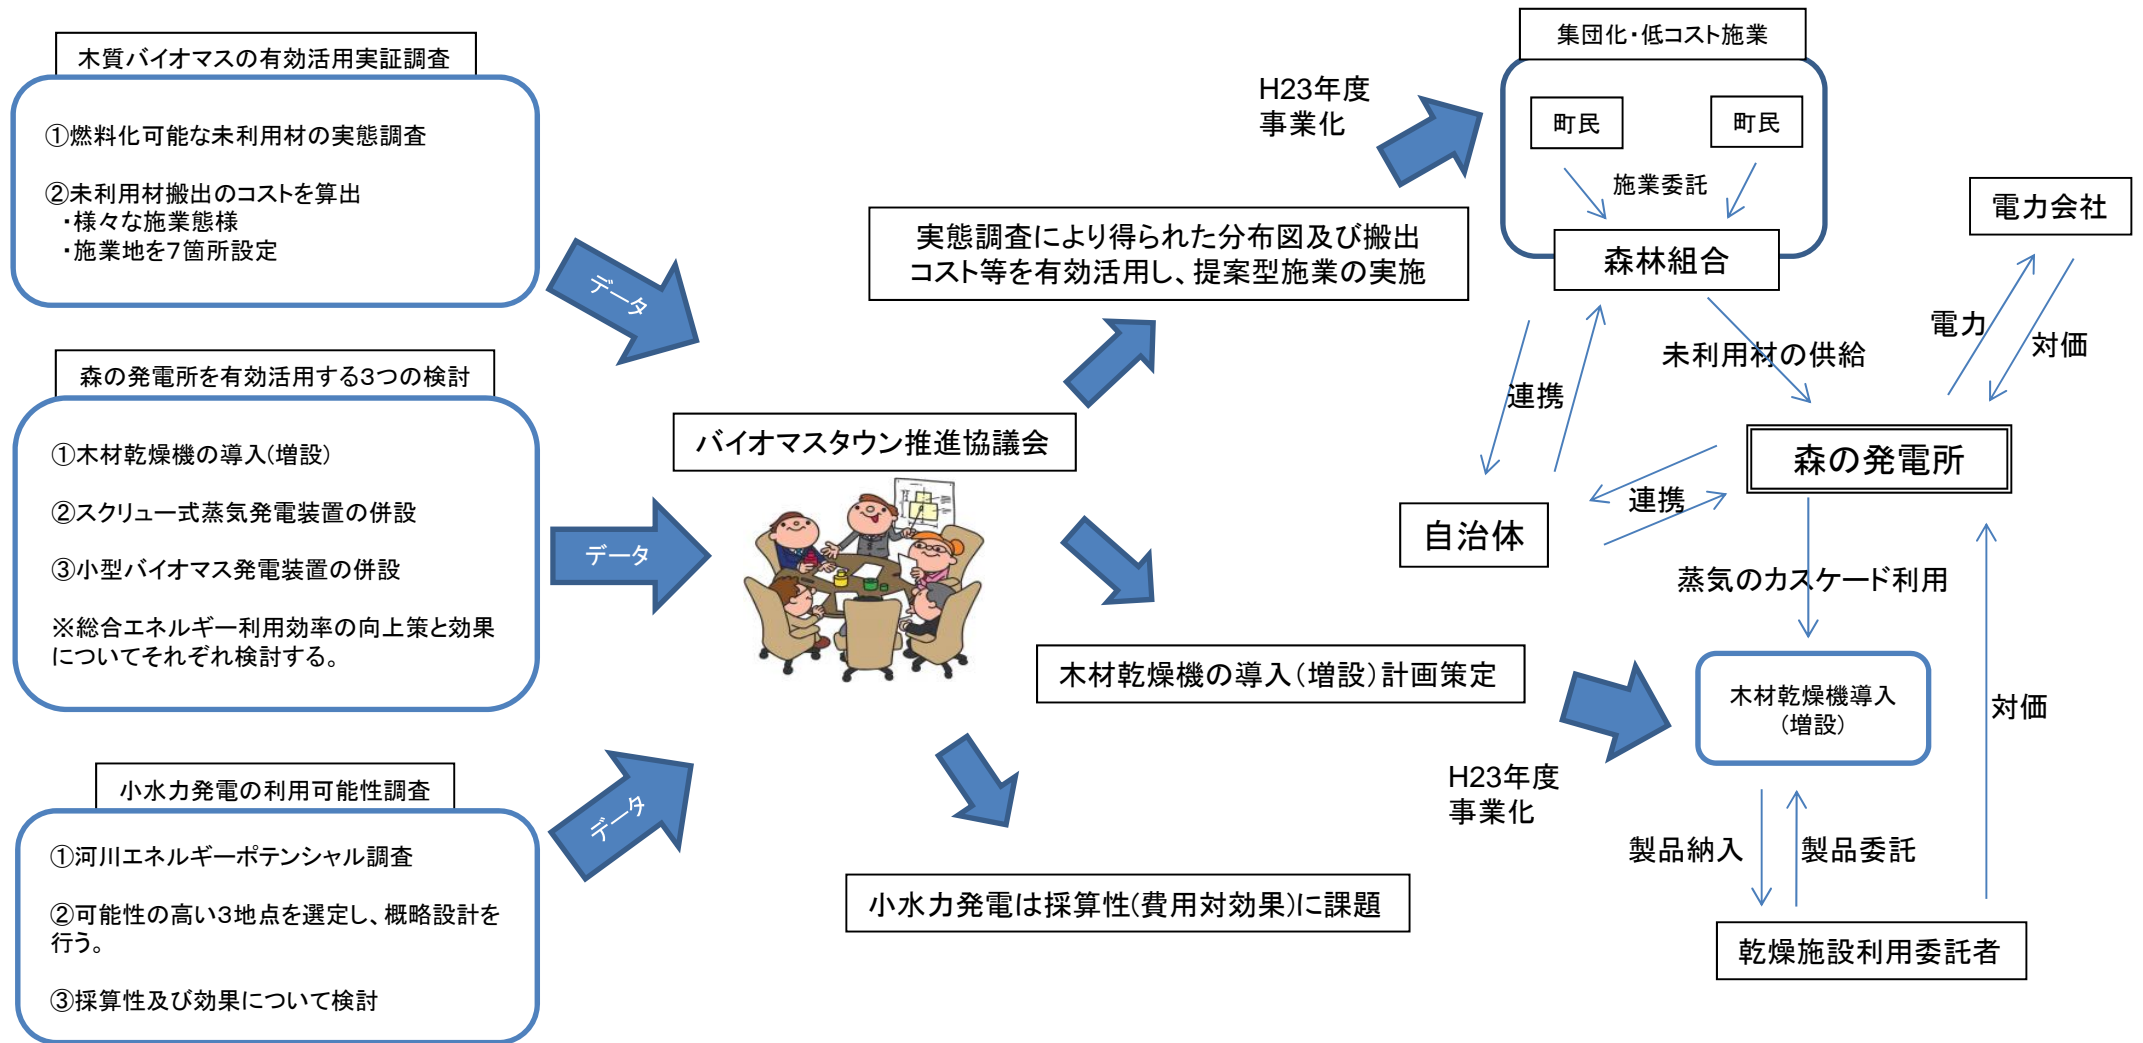 木質バイオマスの有効活用実証調査
①燃料化可能な未利用材の実態調査
②未利用材搬出のコストを算出
・様々な施業態様
・施業地を7箇所設定
データ
森の発電所を有効活用する3つの検討
①木材乾燥機の導入(増設)
②スクリュー式蒸気発電装置の併設
③小型バイオマス発電装置の併設
※総合エネルギー利用効率の向上策と効果
についてそれぞれ検討する。
データ
小水力発電の利用可能性調査
①河川エネルギーポテンシャル調査
②可能性の高い3地点を選定し、概略設計を
行う。
③採算性及び効果について検討
データ
バイオマスタウン推進協議会
実態調査により得られた分布図及び搬出
コスト等を有効活用し、提案型施業の実施
木材乾燥機の導入(増設)計画策定
小水力発電は採算性(費用対効果)に課題
H23年度
事業化
集団化・低コスト施業
町民
町民
施業委託
森林組合
電力会社
電力
対価
未利用材の供給
連携
森の発電所
連携
自治体
蒸気のカスケード利用
木材乾燥機導入
(増設)
対価
H23年度
事業化
製品納入
製品委託
乾燥施設利用委託者